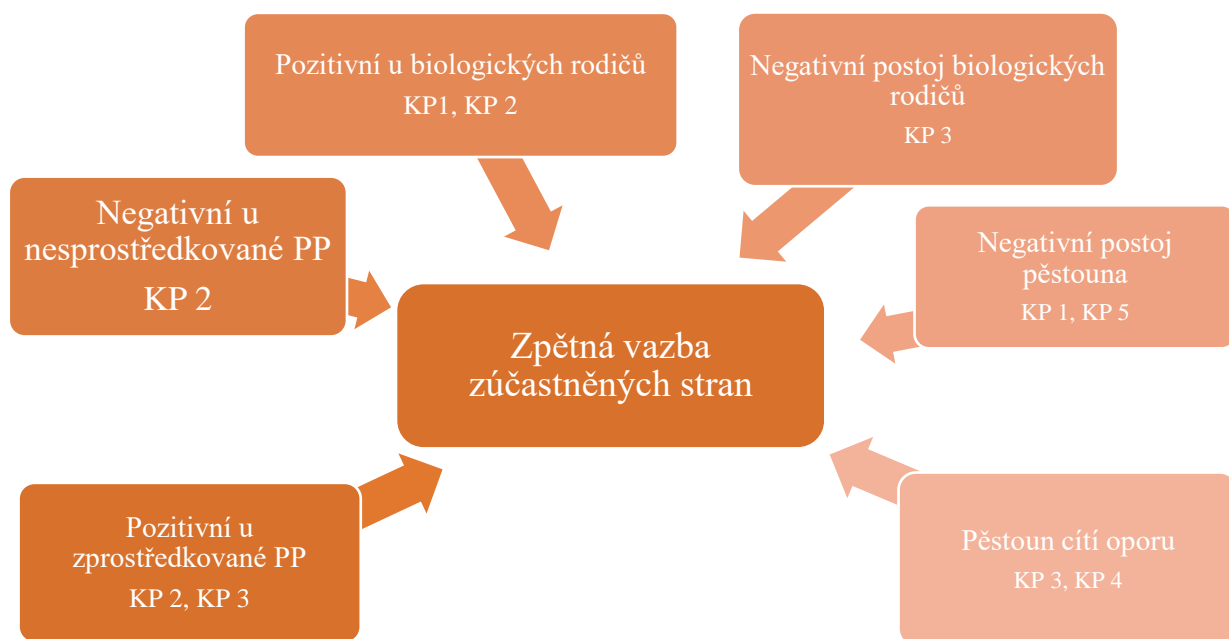 Pozitivní u biologických rodičů
KP1, KP 2
Negativní postoj biologických
rodičů
KP 3
Negativní u
nesprostředkované PP
KP 2
Negativní postoj
pěstouna
KP 1, KP 5
Zpětná vazba
zúčastněných stran
Pozitivní u
zprostředkované PP
KP 2, KP 3
Pěstoun cítí oporu
KP 3, KP 4